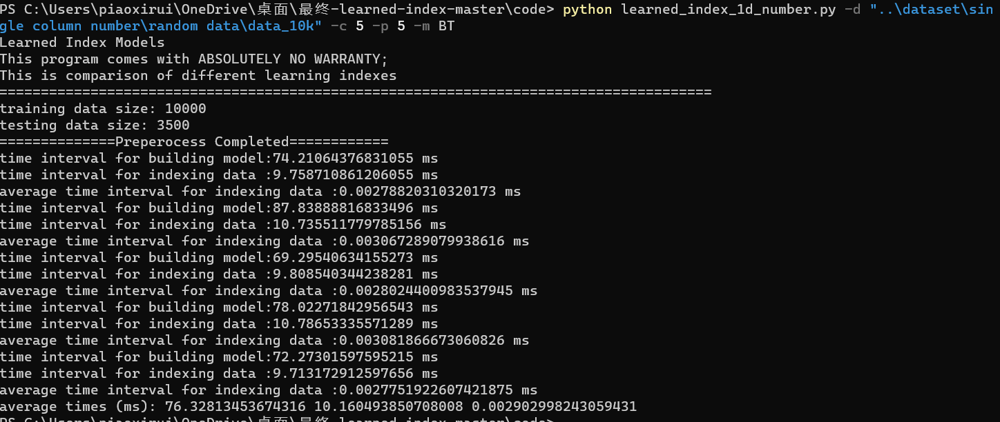 PS C:\Users\piaoxirui\OneDrive\桌面\最终-learned-index-master\code> python learned_index_1d_number.py -d "..\dataset\sin
gle column number\random data\data_10k" -c 5 -p 5 -m BT
Learned Index Models
This program comes with ABSOLUTELY NO WARRANTY;
This is comparison of different learning indexes
======================================================================================
training data size: 10000
testing data size: 3500
==============Preperocess Completed============
time interval for building model:74.21064376831055 ms
time interval for indexing data :9.758710861206055 ms
average time interval for indexing data :0.00278820310320173 ms
time interval for building model:87.83888816833496 ms
time interval for indexing data :10.735511779785156 ms
average time interval for indexing data :0.003067289079938616 ms
time interval for building model:69.29540634155273 ms
time interval for indexing data :9.808540344238281 ms
average time interval for indexing data :0.0028024400983537945 ms
time interval for building model:78.02271842956543 ms
time interval for indexing data :10.78653335571289 ms
average time interval for indexing data :0.003081866673060826 ms
time interval for building model:72.27301597595215 ms
time interval for indexing data :9.713172912597656 ms
average time interval for indexing data :0.0027751922607421875 ms
average times (ms): 76.32813453674316 10.160493850708008 0.002902998243059431
PS C:\Users\piaoxirui\OneDrive\桌面\最终-learned-index-master\code>